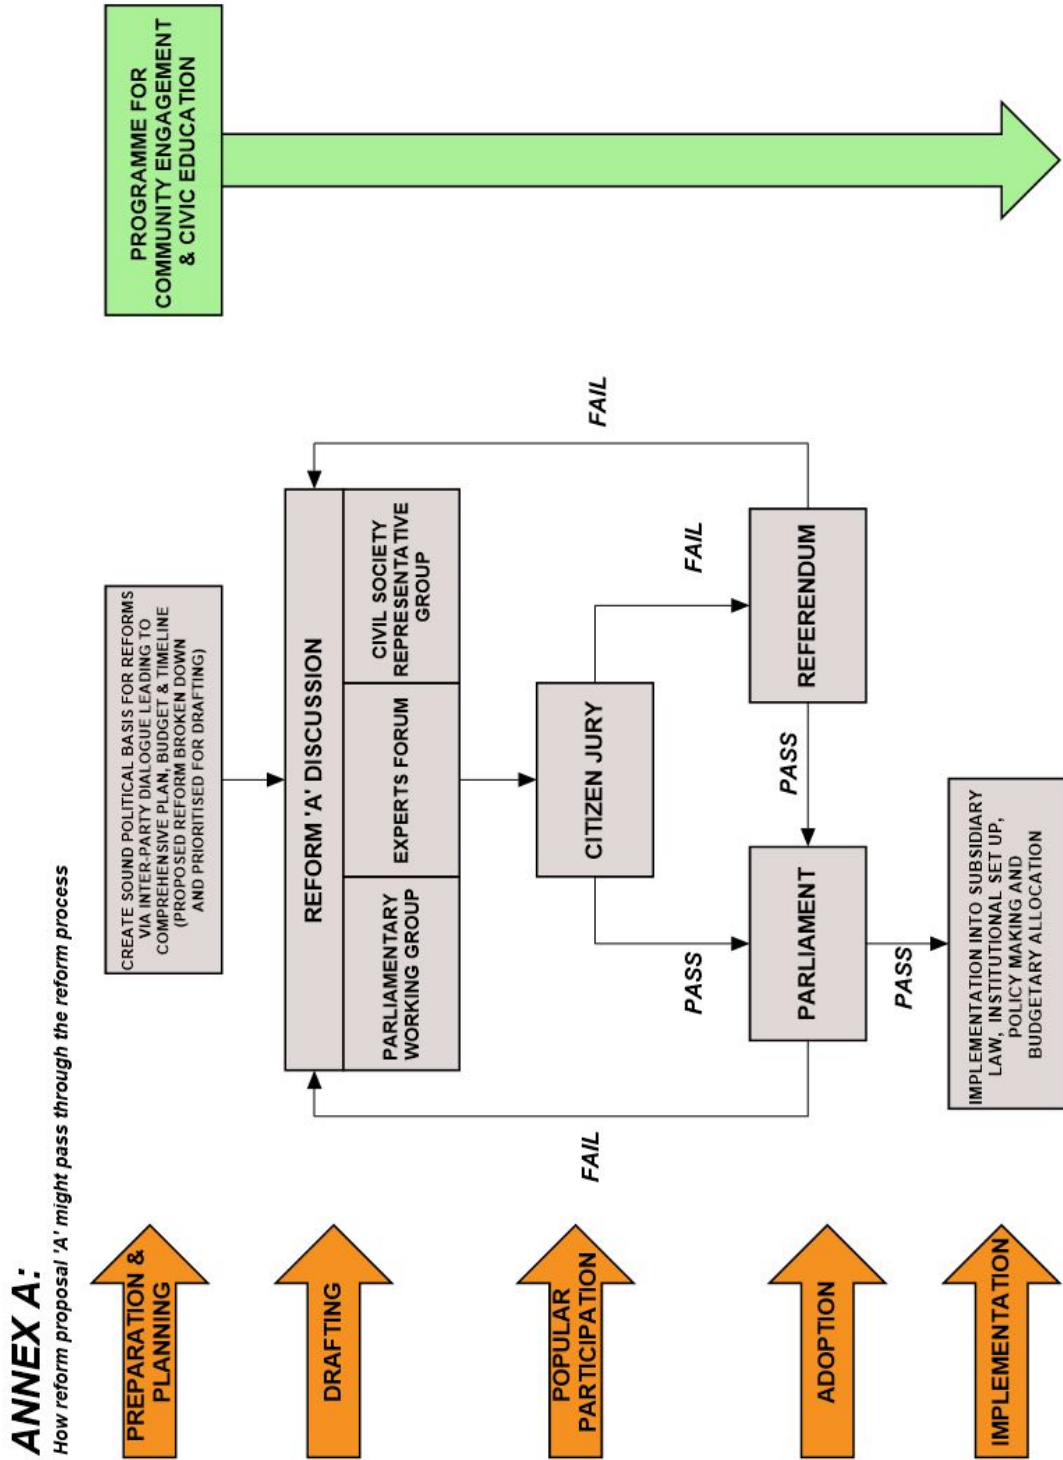 ANNEX A:
How reform proposal 'A' might pass through the reform process
PREPARATION &
PLANNING
CREATE SOUND POLITICAL BASIS FOR REFORMS
VIA INTER-PARTY DIALOGUE LEADING TO
COMPREHENSIVE PLAN, BUDGET & TIMELINE
(PROPOSED REFORM BROKEN DOWN
AND PRIORITISED FOR DRAFTING)
PROGRAMME FOR
COMMUNITY ENGAGEMENT
& CIVIC EDUCATION
DRAFTING
REFORM 'A' DISCUSSION
PARLIAMENTARY
WORKING GROUP
EXPERTS FORUM
CIVIL SOCIETY
REPRESENTATIVE
GROUP
POPULAR
PARTICIPATION
FAIL
CITIZEN JURY
FAIL
PASS
FAIL
ADOPTION
PARLIAMENT
PASS
REFERENDUM
PASS
IMPLEMENTATION
IMPLEMENTATION INTO SUBSIDIARY
LAW, INSTITUTIONAL SET UP,
POLICY MAKING AND
BUDGETARY ALLOCATION